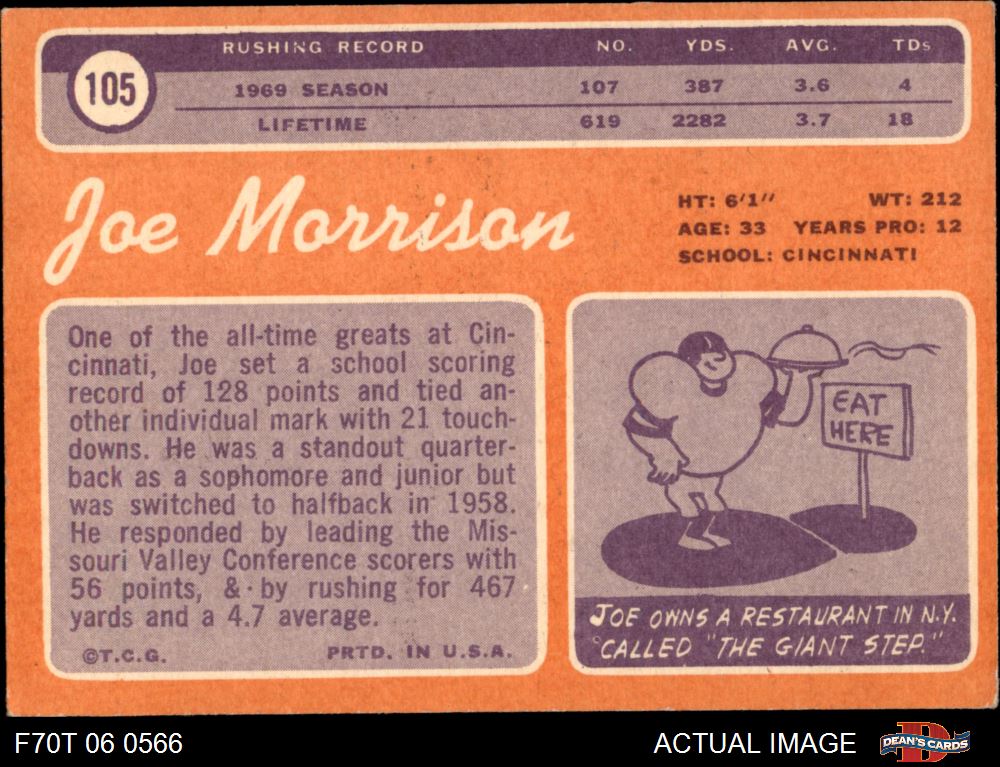 105
RUSHING RECORD NO. YDS. AVG. TDs
1969 SEASON 107 387 3.6 4
LIFETIME 619 2282 3.7 18
Joe Morrison
HT: 6'1" WT: 212
AGE: 33 YEARS PRO: 12
SCHOOL: CINCINNATI
One of the all-time greats at Cin-
cinnati, Joe set a school scoring
record of 128 points and tied an-
other individual mark with 21 touch-
downs. He was a standout quarter-
back as a sophomore and junior but
was switched to halfback in 1958.
He responded by leading the Mis-
souri Valley Conference scorers with
56 points, & by rushing for 467
yards and a 4.7 average.
©T.C.G. PRTD. IN U.S.A.
EAT
HERE
JOE OWNS A RESTAURANT IN N.Y.
CALLED "THE GIANT STEP."
F70T 06 0566 ACTUAL IMAGE DEAN'S CARDS